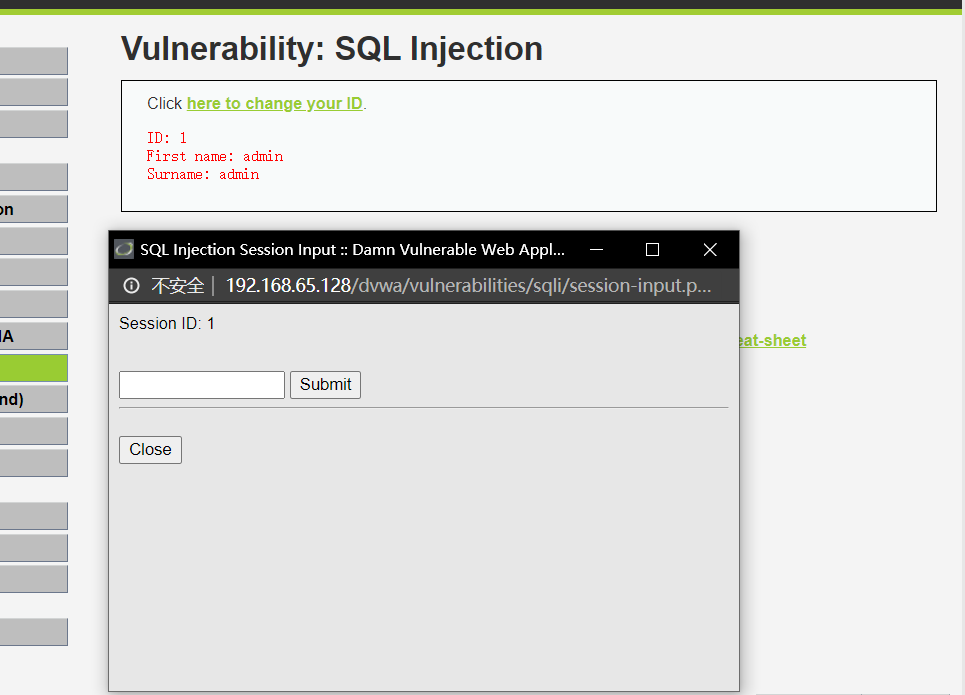 Vulnerability: SQL Injection
Click here to change your ID.
ID: 1
First name: admin
Surname: admin
on
SQL Injection Session Input :: Damn Vulnerable Web Appl...
不安全 192.168.65.128/dvwa/vulnerabilities/sqli/session-input.p...
Session ID: 1
HA
eat-sheet
Submit
nd)
Close